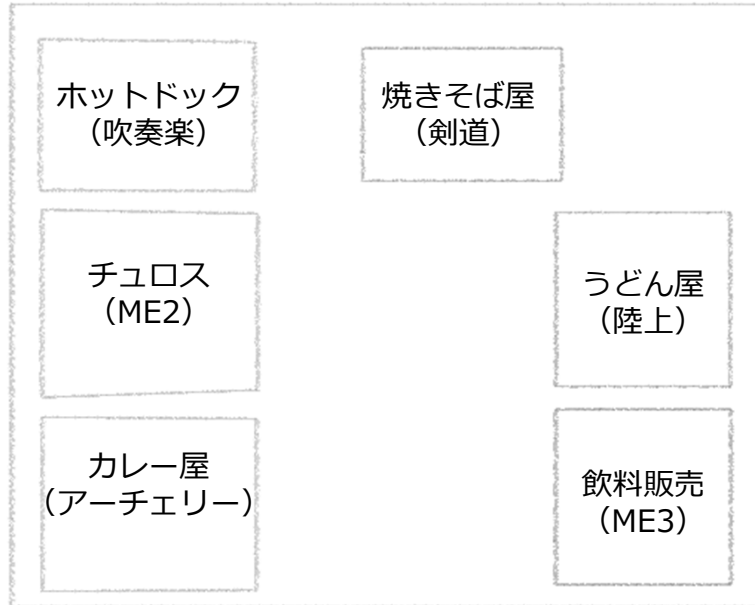 ホットドック
（吹奏楽）
焼きそば屋
（剣道）
チュロス
（ME2）
うどん屋
（陸上）
カレー屋
（アーチェリー）
飲料販売
（ME3）